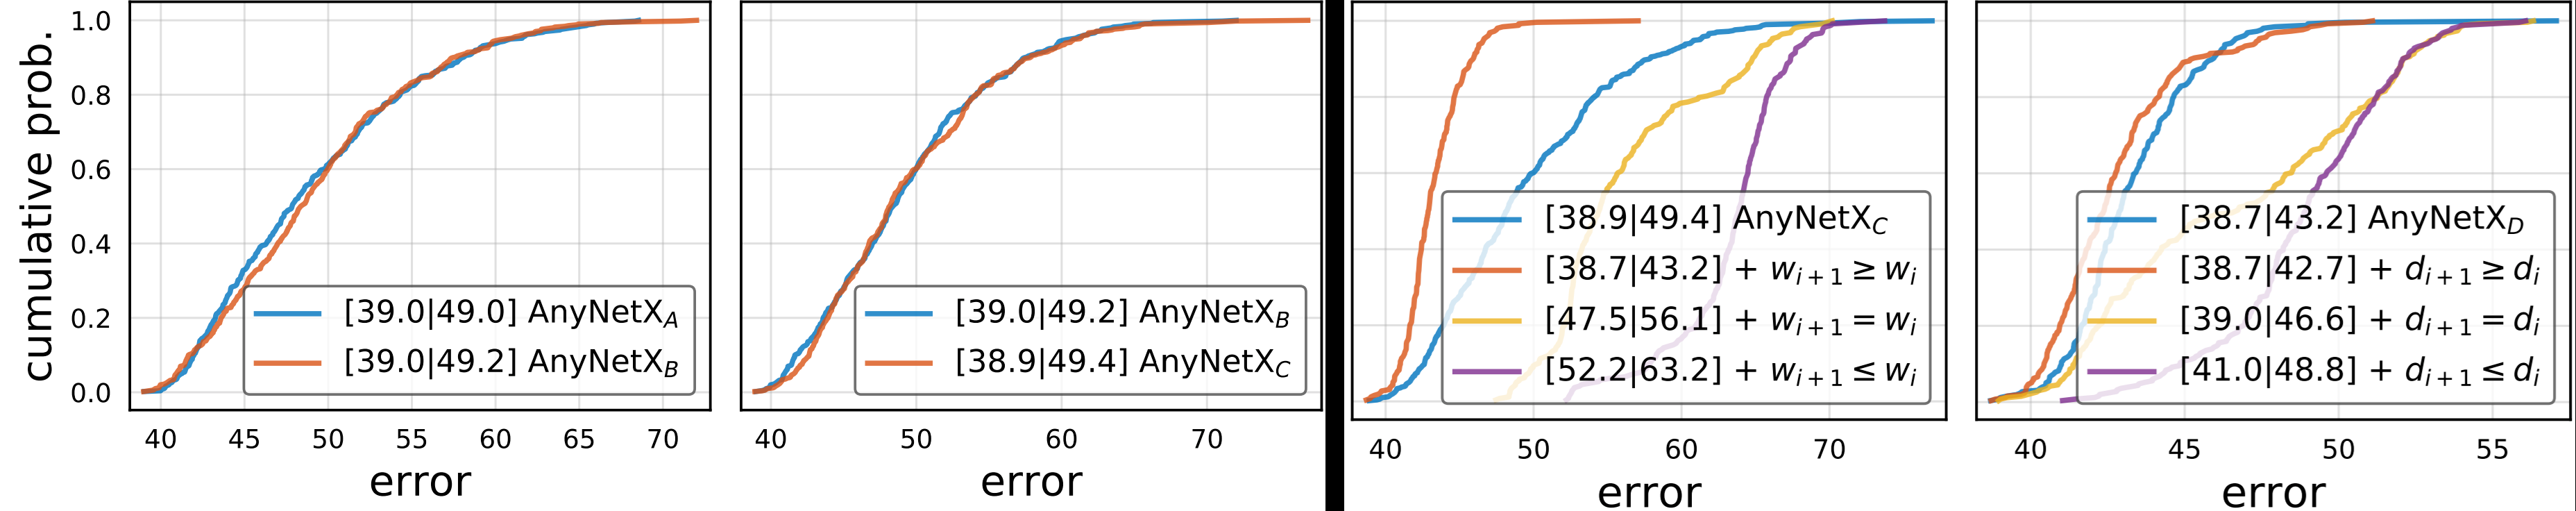 cumulative prob.
1.0
0.8
0.6
0.4
0.2
0.0
[39.0|49.0] AnyNetX_A
[39.0|49.2] AnyNetX_B
40 45 50 55 60 65 70
error
[39.0|49.2] AnyNetX_B
[38.9|49.4] AnyNetX_C
40 50 60 70
error
[38.9|49.4] AnyNetX_C
[38.7|43.2] + w_{i+1} ≥ w_i
[47.5|56.1] + w_{i+1} = w_i
[52.2|63.2] + w_{i+1} ≤ w_i
40 50 60 70
error
[38.7|43.2] AnyNetX_D
[38.7|42.7] + d_{i+1} ≥ d_i
[39.0|46.6] + d_{i+1} = d_i
[41.0|48.8] + d_{i+1} ≤ d_i
40 45 50 55
error